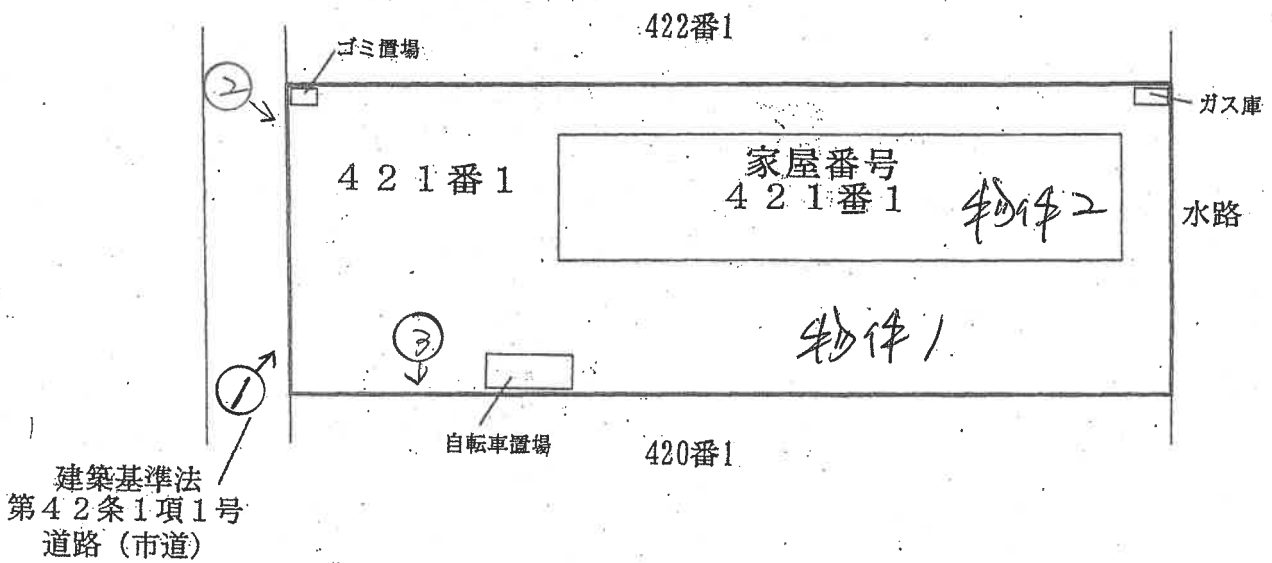 422番1
ゴミ置場
②
ガス庫
421番1
家屋番号
421番1
物件2
水路
③
物件1
①
自転車置場
420番1
建築基準法
第42条1項1号
道路（市道）